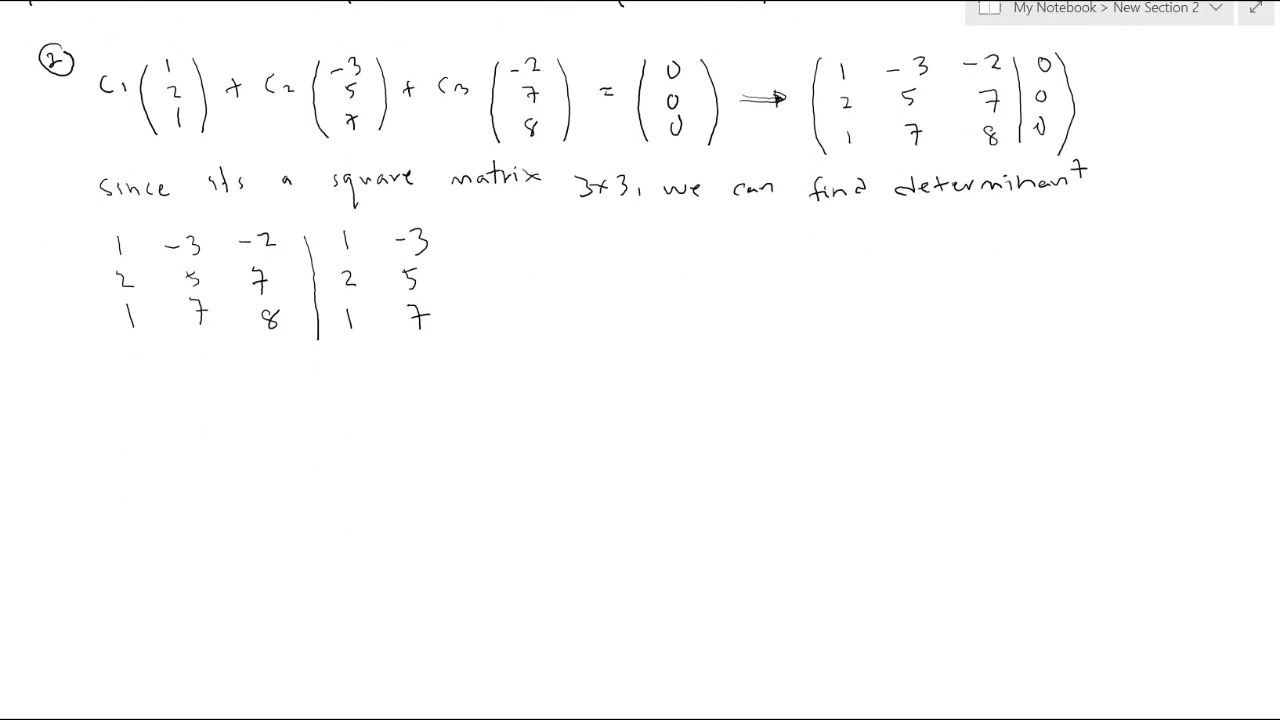 My Notebook > New Section 2
② C1 (1 2 1) + C2 (-3 5 7) + C3 (-2 7 8) = (0 0 0) ⇒ (1 -3 -2 | 0
2 5 7 | 0
1 7 8 | 0)
since its a square matrix 3×3, we can find determinant
1 -3 -2 | 1 -3
2 5 7 | 2 5
1 7 8 | 1 7